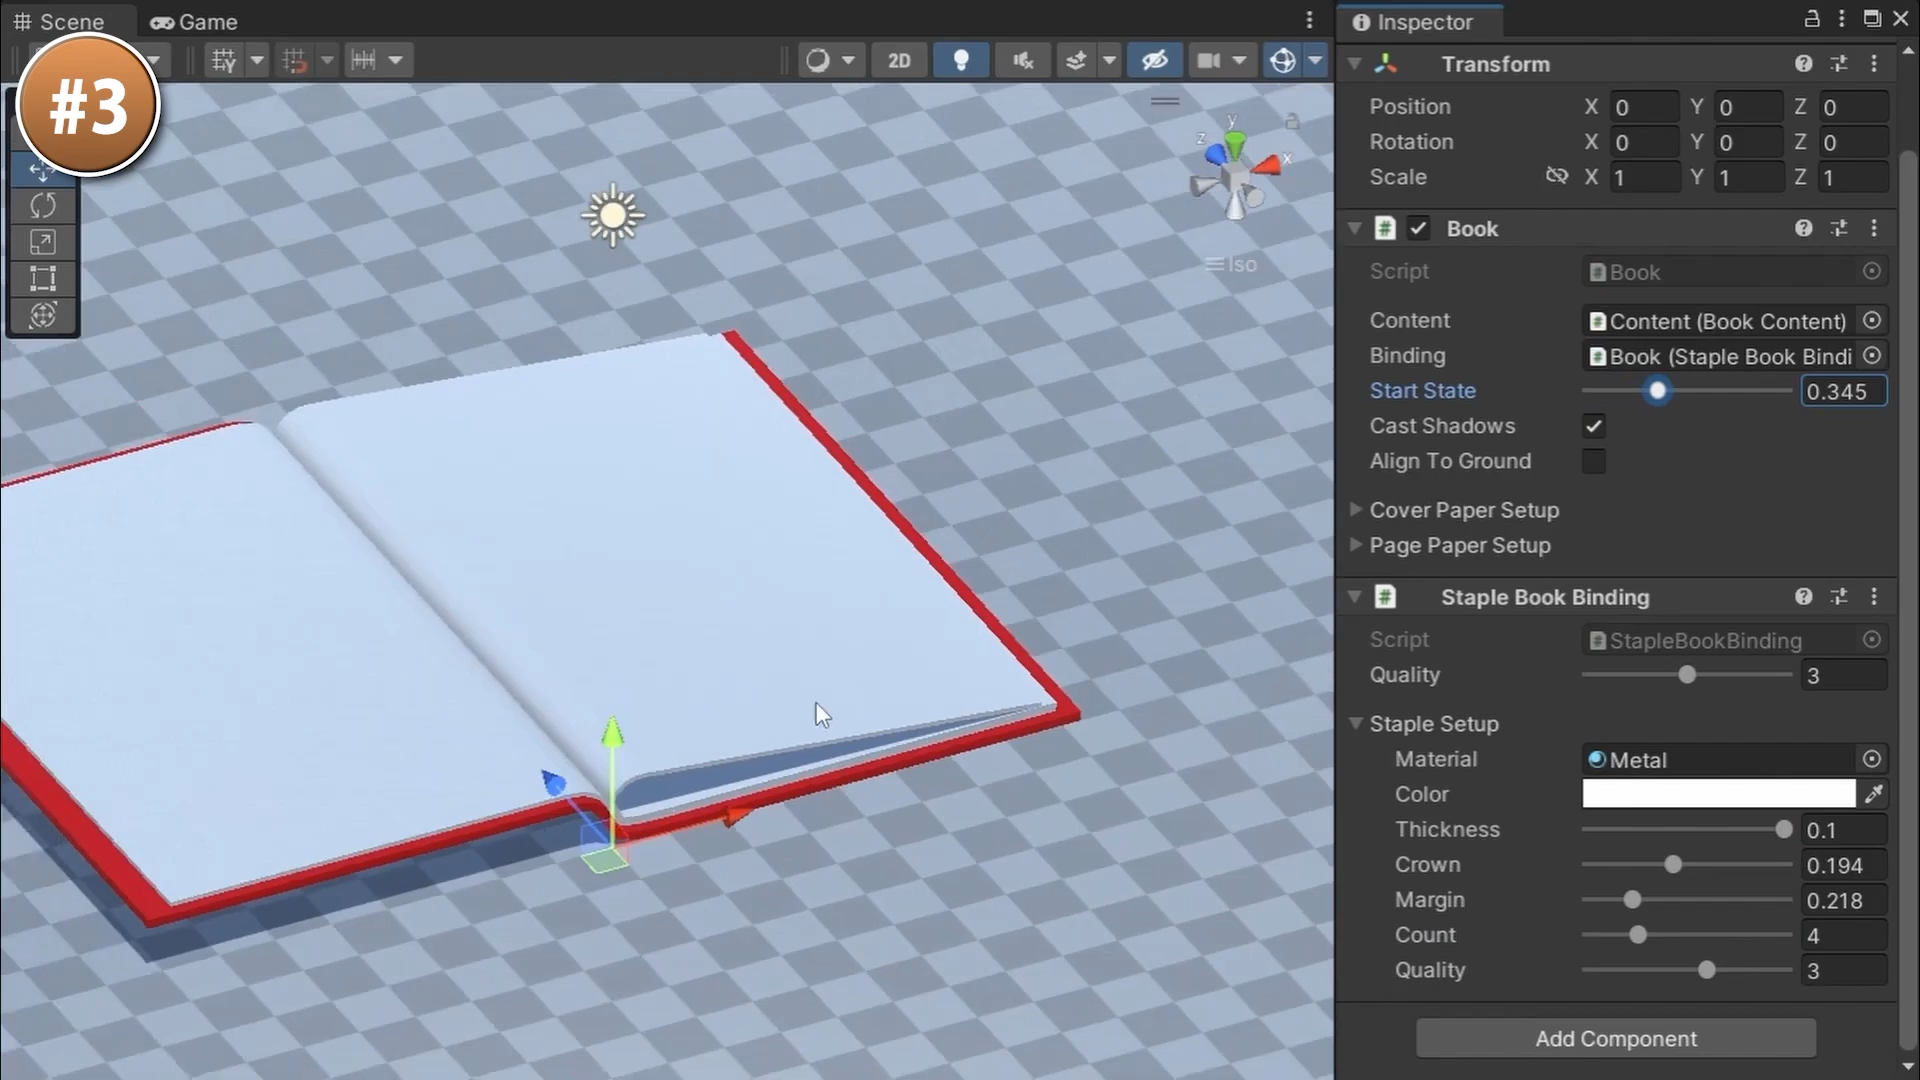 Scene
Game
#3
2D
y
z
x
Iso
Inspector
Transform
Position X 0 Y 0 Z 0
Rotation X 0 Y 0 Z 0
Scale X 1 Y 1 Z 1
Book
Script Book
Content Content (Book Content)
Binding Book (Staple Book Bindi
Start State 0.345
Cast Shadows
Align To Ground
Cover Paper Setup
Page Paper Setup
Staple Book Binding
Script StapleBookBinding
Quality 3
Staple Setup
Material Metal
Color
Thickness 0.1
Crown 0.194
Margin 0.218
Count 4
Quality 3
Add Component